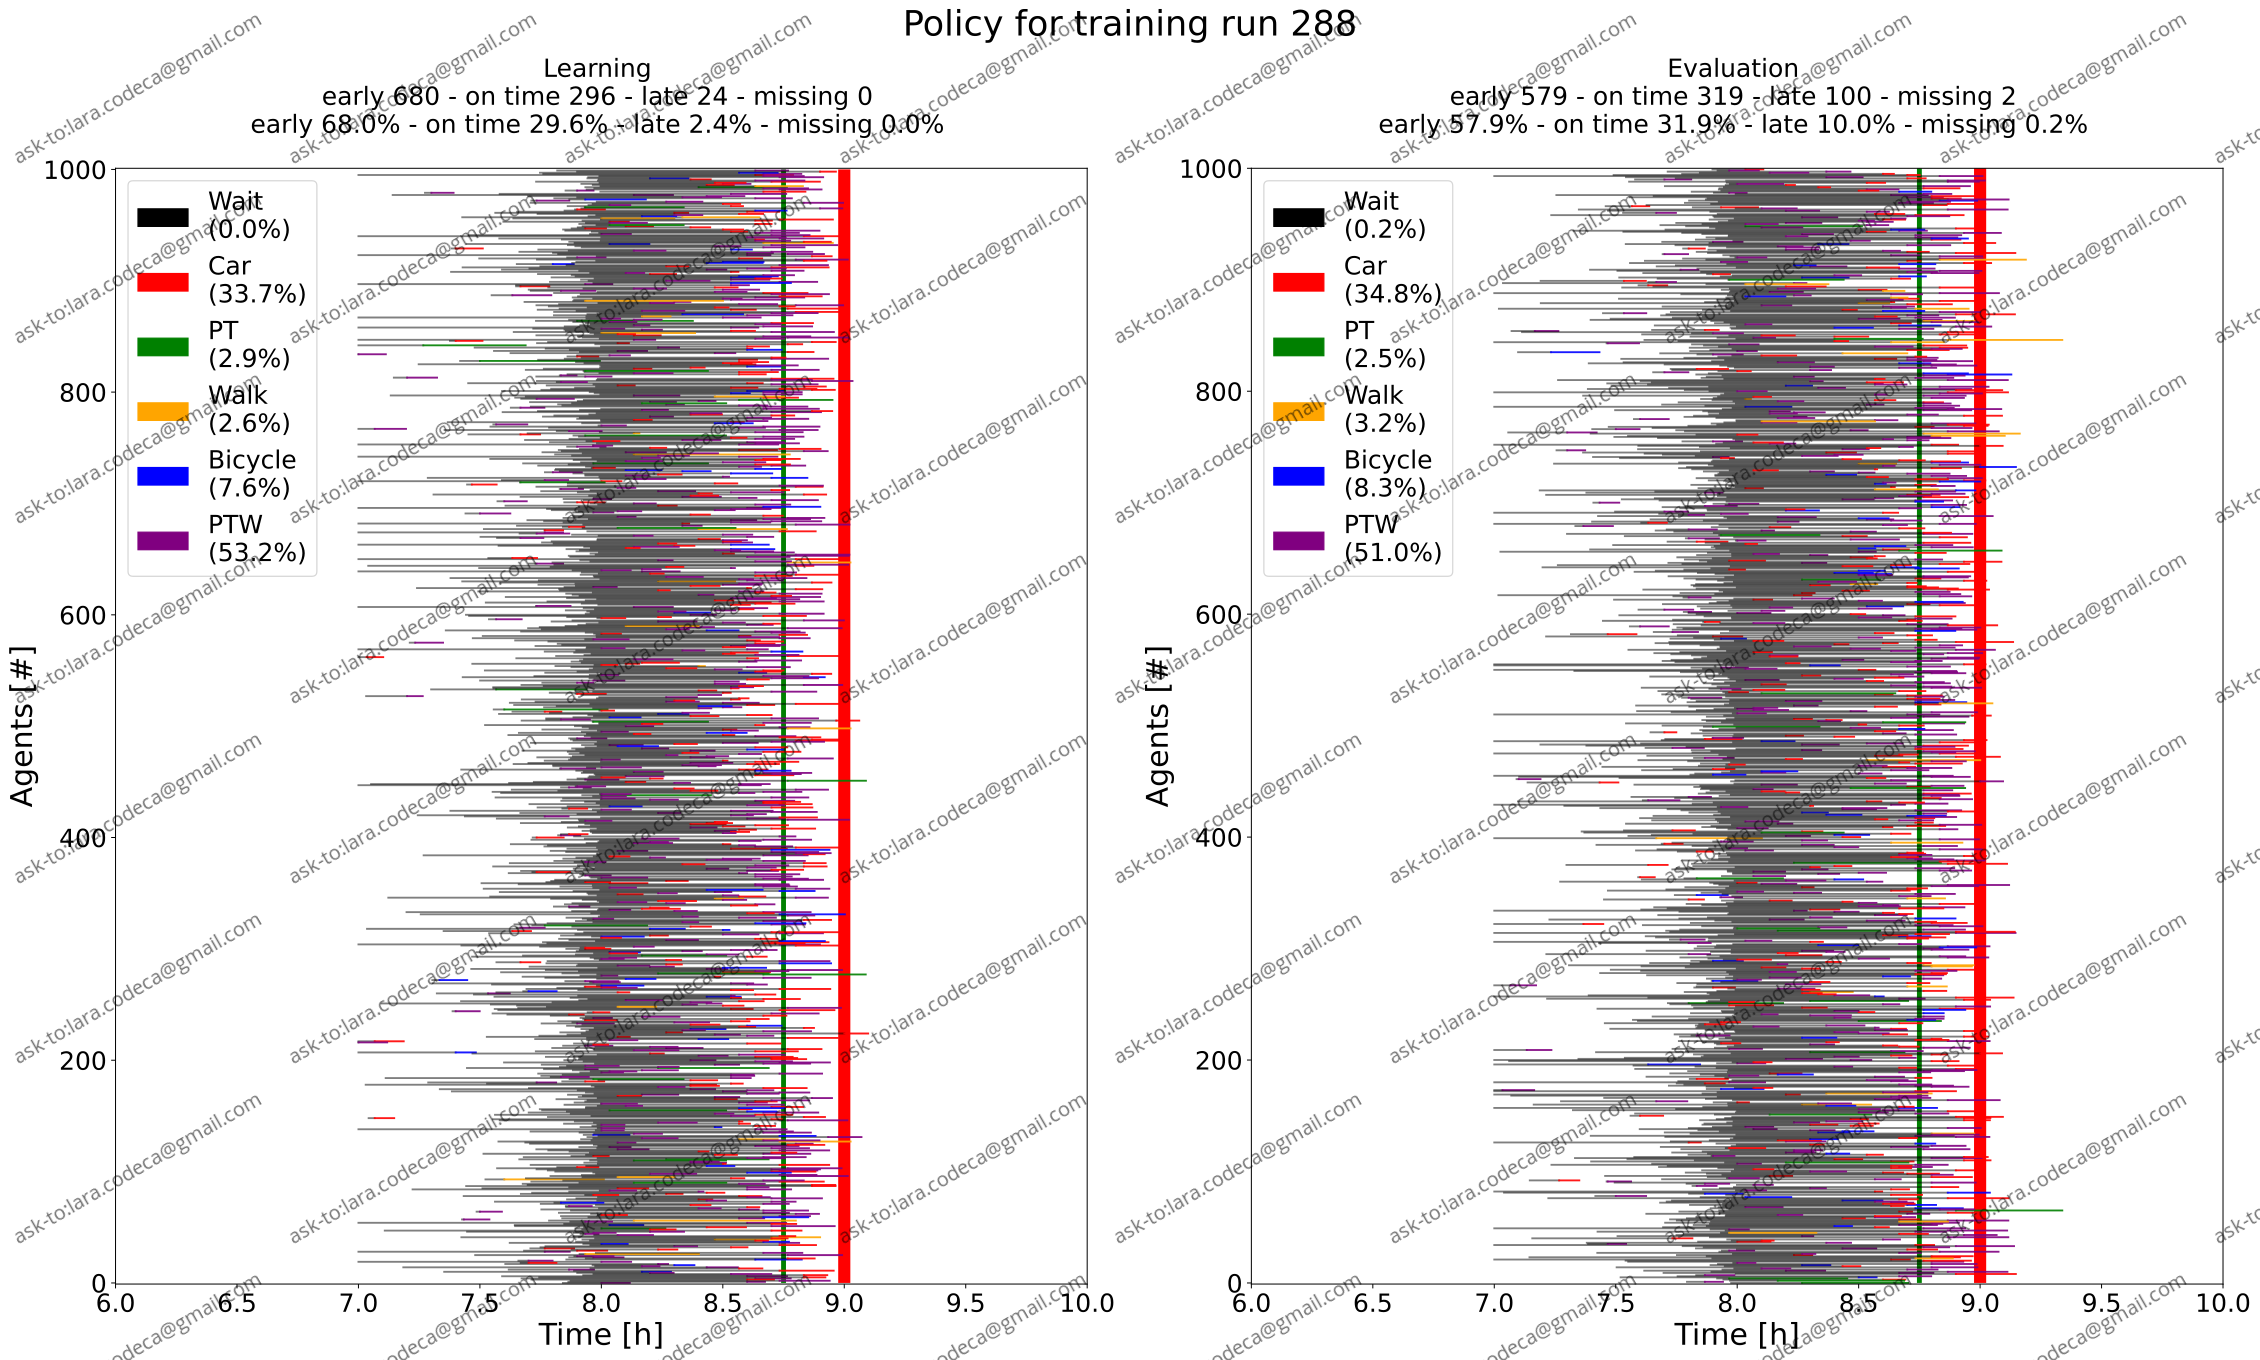 Policy for training run 288
Learning
early 680 - on time 296 - late 24 - missing 0
early 68.0% - on time 29.6% - late 2.4% - missing 0.0%
Wait
(0.0%)
Car
(33.7%)
PT
(2.9%)
Walk
(2.6%)
Bicycle
(7.6%)
PTW
(53.2%)
1000
800
600
400
200
0
Agents [#]
6.0 6.5 7.0 7.5 8.0 8.5 9.0 9.5 10.0
Time [h]
Evaluation
early 579 - on time 319 - late 100 - missing 2
early 57.9% - on time 31.9% - late 10.0% - missing 0.2%
Wait
(0.2%)
Car
(34.8%)
PT
(2.5%)
Walk
(3.2%)
Bicycle
(8.3%)
PTW
(51.0%)
1000
800
600
400
200
0
Agents [#]
6.0 6.5 7.0 7.5 8.0 8.5 9.0 9.5 10.0
Time [h]
ask-to:lara.codeca@gmail.com